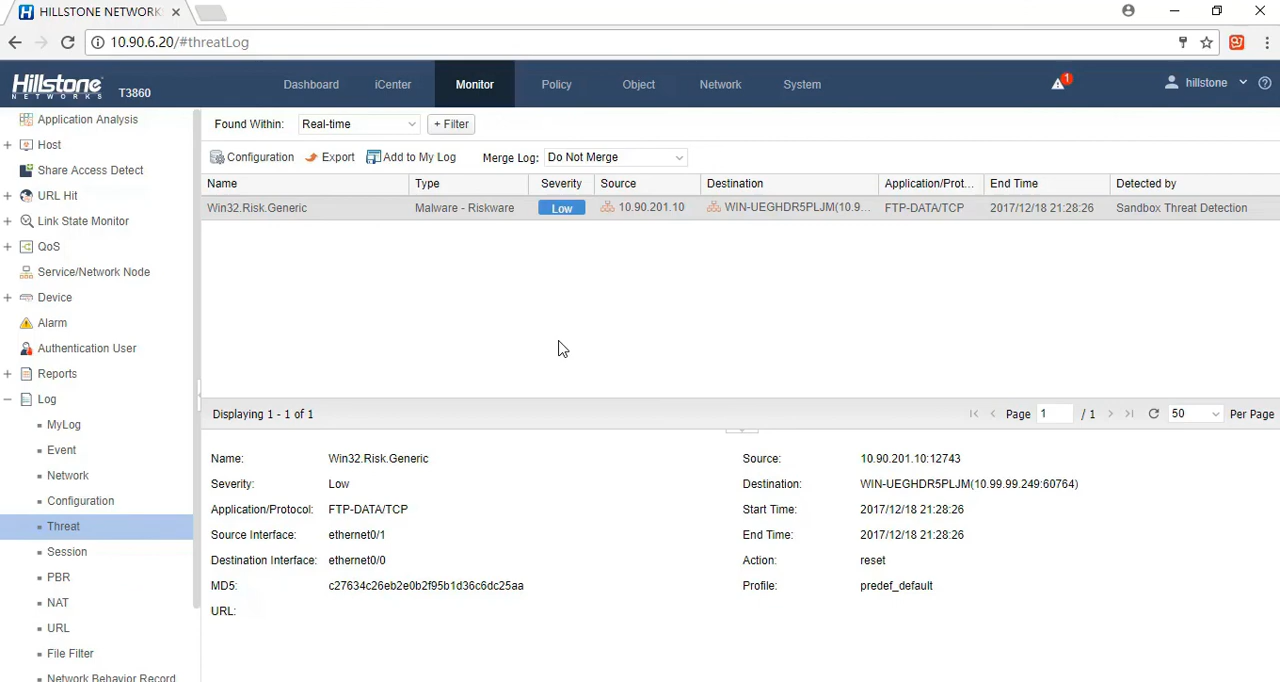 HILLSTONE NETWORK
10.90.6.20/#threatLog
Hillstone
NETWORKS
T3860
Dashboard
iCenter
Monitor
Policy
Object
Network
System
1
hillstone
Application Analysis
Host
Share Access Detect
URL Hit
Link State Monitor
QoS
Service/Network Node
Device
Alarm
Authentication User
Reports
Log
MyLog
Event
Network
Configuration
Threat
Session
PBR
NAT
URL
File Filter
Network Behavior Record
Found Within: Real-time + Filter
Configuration Export Add to My Log Merge Log: Do Not Merge
Name Type Severity Source Destination Application/Prot... End Time Detected by
Win32.Risk.Generic Malware - Riskware Low 10.90.201.10 WIN-UEGHDR5PLJM(10.9... FTP-DATA/TCP 2017/12/18 21:28:26 Sandbox Threat Detection
Displaying 1 - 1 of 1 Page 1 / 1 50 Per Page
Name: Win32.Risk.Generic
Severity: Low
Application/Protocol: FTP-DATA/TCP
Source Interface: ethernet0/1
Destination Interface: ethernet0/0
MD5: c27634c26eb2e0b2f95b1d36c6dc25aa
URL:
Source: 10.90.201.10:12743
Destination: WIN-UEGHDR5PLJM(10.99.99.249:60764)
Start Time: 2017/12/18 21:28:26
End Time: 2017/12/18 21:28:26
Action: reset
Profile: predef_default